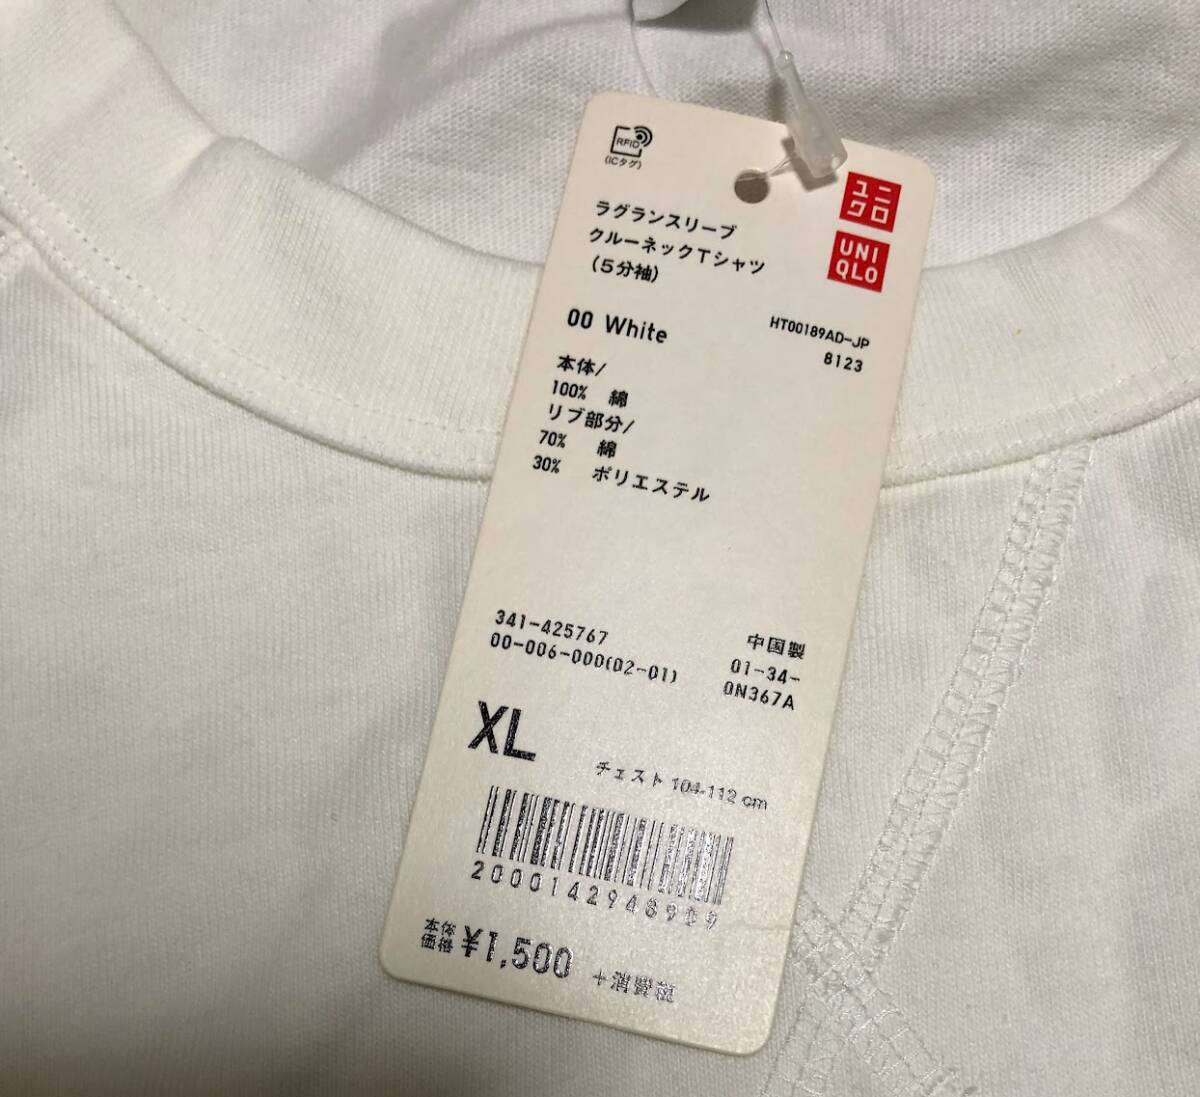 RFID
(ICタグ)
ユニ
クロ
UNI
QLO
ラグランスリーブ
クルーネックTシャツ
(5分袖)
00 White
HT00189AD-JP
8123
本体/
100% 綿
リブ部分/
70% 綿
30% ポリエステル
341-425767
00-006-000(02-01)
中国製
01-34-
0N367A
XL
チェスト 104-112 cm
2000142948909
本体
価格 ¥1,500 +消費税